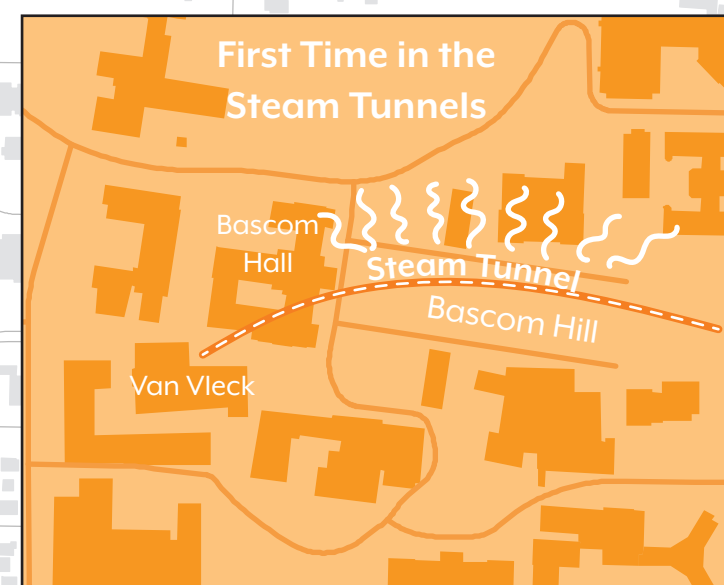 First Time in the
Steam Tunnels
Bascom
Hall
Steam Tunnel
Bascom Hill
Van Vleck